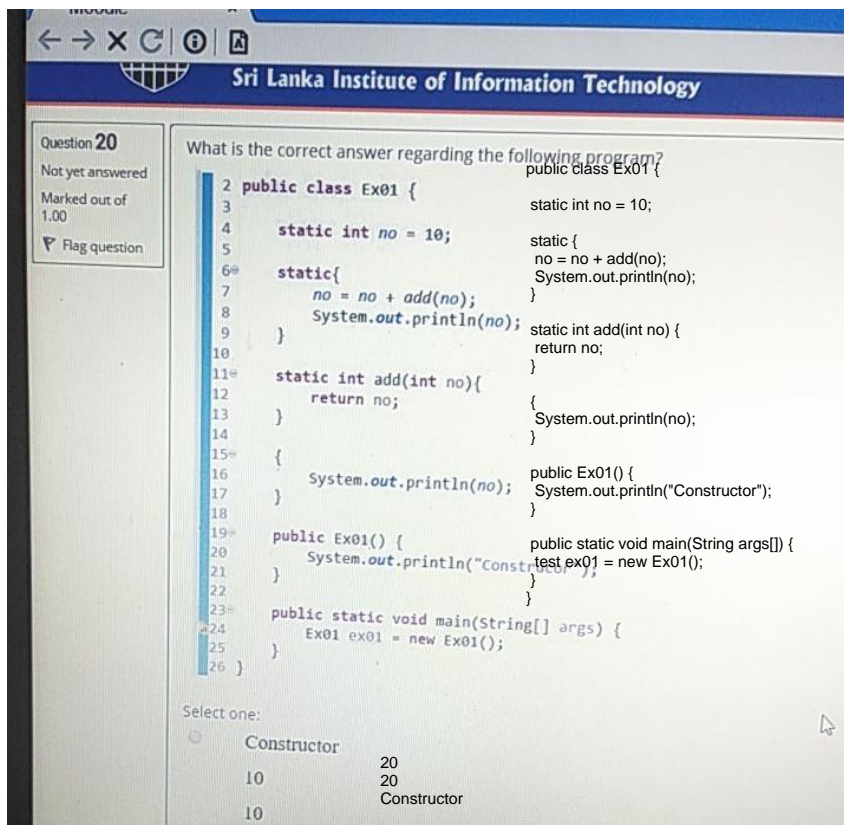 Sri Lanka Institute of Information Technology
Question 20
Not yet answered
Marked out of
1.00
Flag question
What is the correct answer regarding the following program?
2 public class Ex01 {
3
4 static int no = 10;
5
6 static{
7 no = no + add(no);
8 System.out.println(no);
9 }
10
11 static int add(int no){
12 return no;
13 }
14
15 {
16 System.out.println(no);
17 }
18
19 public Ex01() {
20 System.out.println("Constructor");
21 }
22
23 public static void main(String[] args) {
24 Ex01 ex01 = new Ex01();
25 }
26 }
public class Ex01 {
static int no = 10;
static {
no = no + add(no);
System.out.println(no);
}
static int add(int no) {
return no;
}
{
System.out.println(no);
}
public Ex01() {
System.out.println("Constructor");
}
public static void main(String args[]) {
test ex01 = new Ex01();
}
}
Select one:
Constructor
10
10
20
20
Constructor